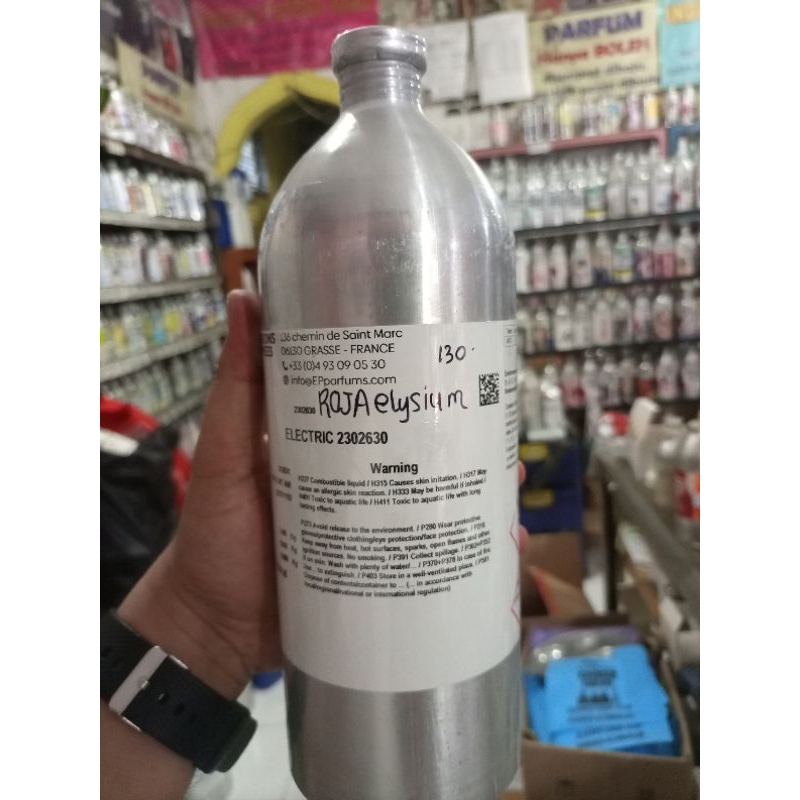 PARFUM
136 chemin de Saint Marc
06130 GRASSE - FRANCE
+33 (0)4 93 09 05 30
info@EPparfums.com
130.
2302630
ROJA elysium
ELECTRIC 2302630
Warning
H227 Combustible liquid / H315 Causes skin irritation. / H317 May
cause an allergic skin reaction. / H333 May be harmful if inhaled /
H401 Toxic to aquatic life / H411 Toxic to aquatic life with long
lasting effects.
P273 Avoid release to the environment. / P280 Wear protective
gloves/protective clothing/eye protection/face protection. / P210
Keep away from heat, hot surfaces, sparks, open flames and other
ignition sources. No smoking. / P391 Collect spillage. / P302+P352
If on skin: Wash with plenty of water/... / P370+P378 In case of fire:
Use... to extinguish. / P403 Store in a well-ventilated place. / P501
Dispose of contents/container to ... (... in accordance with
local/regional/national or international regulation)